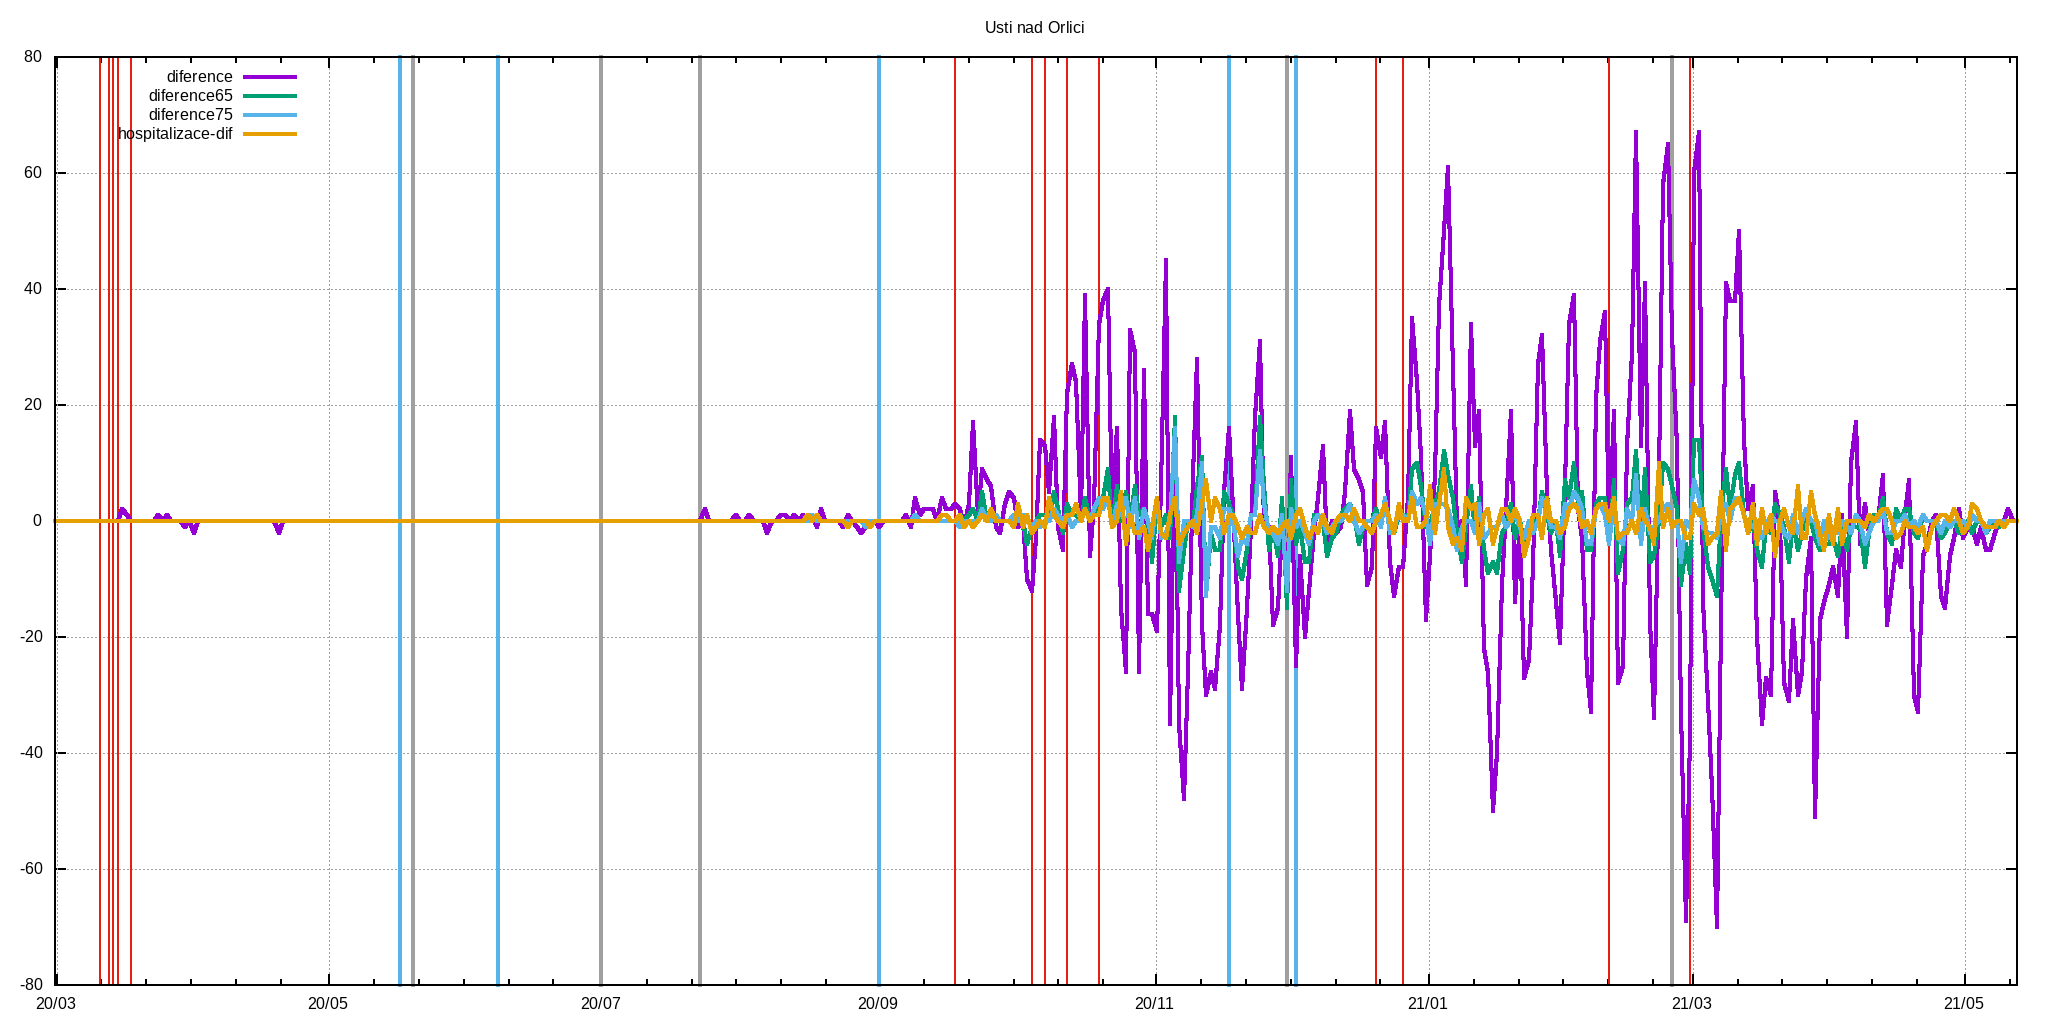 Usti nad Orlici
diference
diference65
diference75
hospitalizace-dif
80
60
40
20
0
-20
-40
-60
-80
20/03 20/05 20/07 20/09 20/11 21/01 21/03 21/05